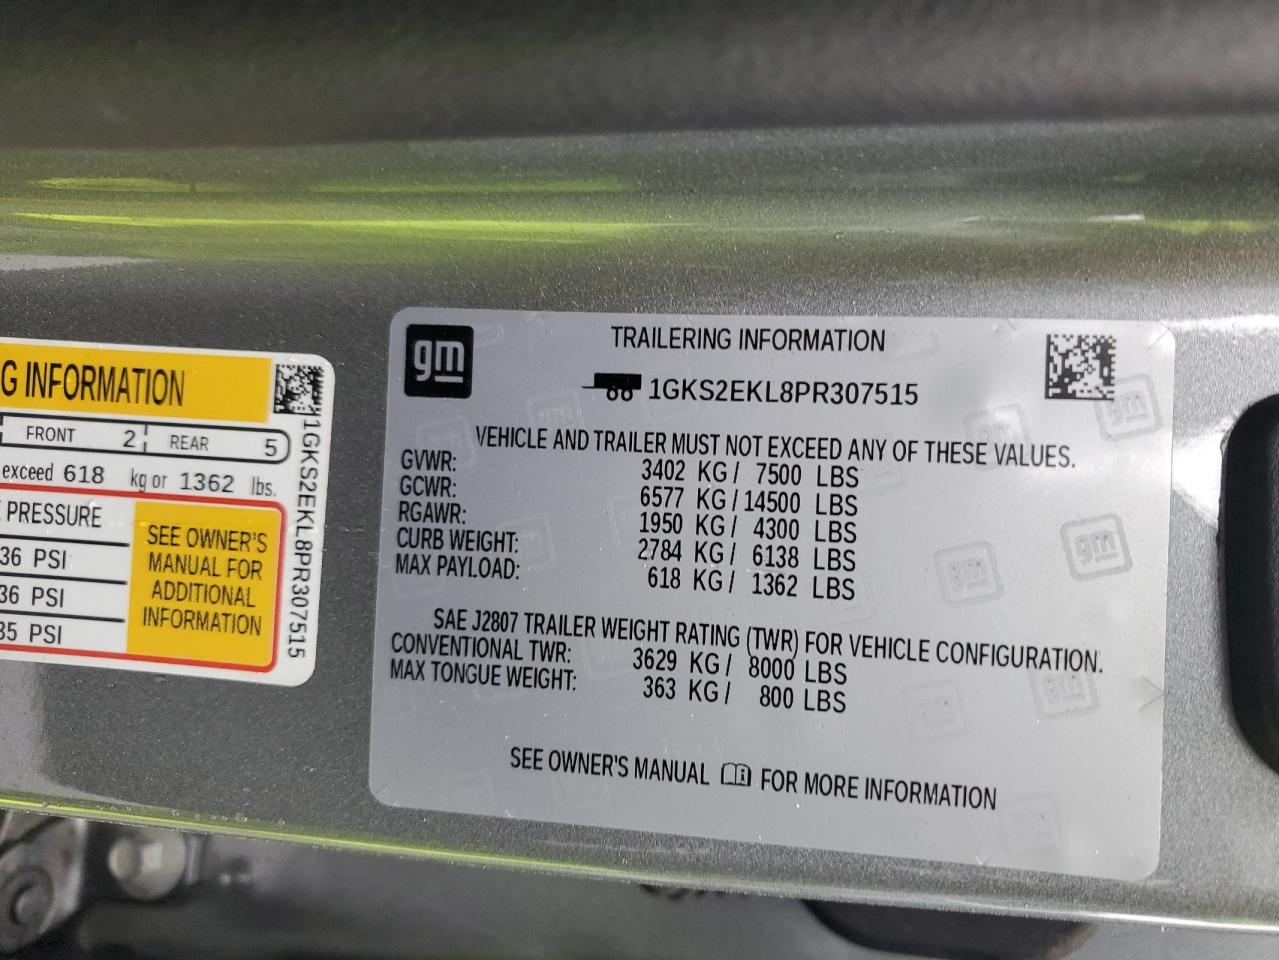 G INFORMATION
FRONT 2 REAR 5
exceed 618 kg or 1362 lbs.
PRESSURE
36 PSI
36 PSI
35 PSI
SEE OWNER'S
MANUAL FOR
ADDITIONAL
INFORMATION
1GKS2EKL8PR307515
gm
TRAILERING INFORMATION
1GKS2EKL8PR307515
VEHICLE AND TRAILER MUST NOT EXCEED ANY OF THESE VALUES.
GVWR: 3402 KG/ 7500 LBS
GCWR: 6577 KG/14500 LBS
RGAWR: 1950 KG/ 4300 LBS
CURB WEIGHT: 2784 KG/ 6138 LBS
MAX PAYLOAD: 618 KG/ 1362 LBS
SAE J2807 TRAILER WEIGHT RATING (TWR) FOR VEHICLE CONFIGURATION.
CONVENTIONAL TWR: 3629 KG/ 8000 LBS
MAX TONGUE WEIGHT: 363 KG/ 800 LBS
SEE OWNER'S MANUAL FOR MORE INFORMATION